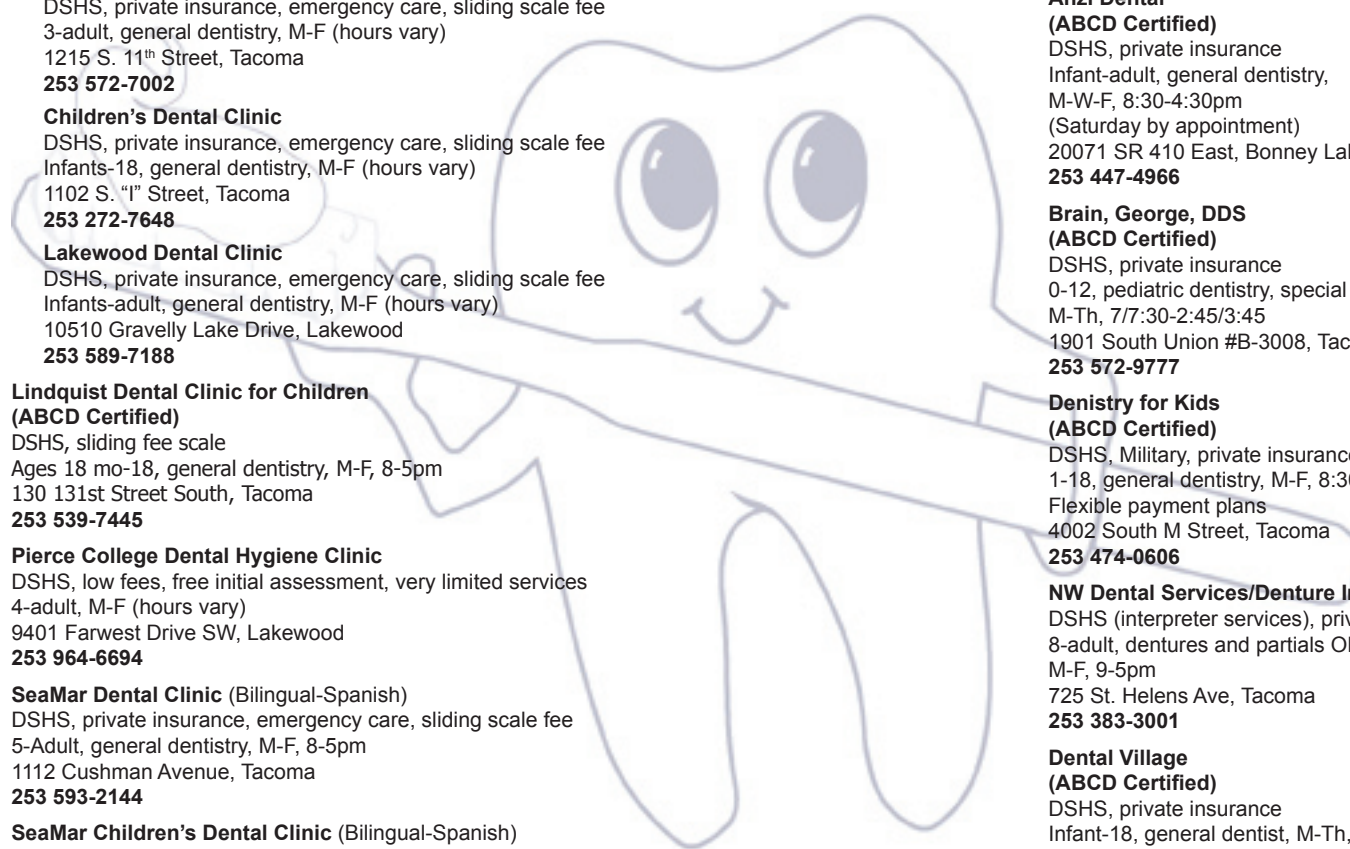 DSHS, private insurance, emergency care, sliding scale fee
3-adult, general dentistry, M-F (hours vary)
1215 S. 11th Street, Tacoma
253 572-7002
Children's Dental Clinic
DSHS, private insurance, emergency care, sliding scale fee
Infants-18, general dentistry, M-F (hours vary)
1102 S. “I” Street, Tacoma
253 272-7648
Lakewood Dental Clinic
DSHS, private insurance, emergency care, sliding scale fee
Infants-adult, general dentistry, M-F (hours vary)
10510 Gravelly Lake Drive, Lakewood
253 589-7188
Lindquist Dental Clinic for Children
(ABCD Certified)
DSHS, sliding fee scale
Ages 18 mo-18, general dentistry, M-F, 8-5pm
130 131st Street South, Tacoma
253 539-7445
Pierce College Dental Hygiene Clinic
DSHS, low fees, free initial assessment, very limited services
4-adult, M-F (hours vary)
9401 Farwest Drive SW, Lakewood
253 964-6694
SeaMar Dental Clinic (Bilingual-Spanish)
DSHS, private insurance, emergency care, sliding scale fee
5-Adult, general dentistry, M-F, 8-5pm
1112 Cushman Avenue, Tacoma
253 593-2144
SeaMar Children's Dental Clinic (Bilingual-Spanish)
Dental
(ABCD Certified)
DSHS, private insurance
Infant-adult, general dentistry,
M-W-F, 8:30-4:30pm
(Saturday by appointment)
20071 SR 410 East, Bonney
253 447-4966
Brain, George, DDS
(ABCD Certified)
DSHS, private insurance
0-12, pediatric dentistry, special
M-Th, 7/7:30-2:45/3:45
1901 South Union #B-3008,
253 572-9777
Denistry for Kids
(ABCD Certified)
DSHS, Military, private
1-18, general dentistry, M-F,
Flexible payment plans
4002 South M Street, Tacoma
253 474-0606
NW Dental Services/Denture
DSHS (interpreter services),
8-adult, dentures and partials
M-F, 9-5pm
725 St. Helens Ave, Tacoma
253 383-3001
Dental Village
(ABCD Certified)
DSHS, private insurance
Infant-18, general dentist, M-Th,